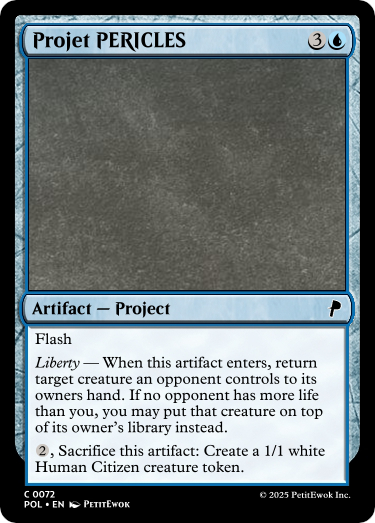 Projet PERICLES 3
Artifact — Project
Flash
Liberty — When this artifact enters, return
target creature an opponent controls to its
owners hand. If no opponent has more life
than you, you may put that creature on top
of its owner's library instead.
2, Sacrifice this artifact: Create a 1/1 white
Human Citizen creature token.
C 0072
POL • EN PETITEWOK
© 2025 PetitEwok Inc.